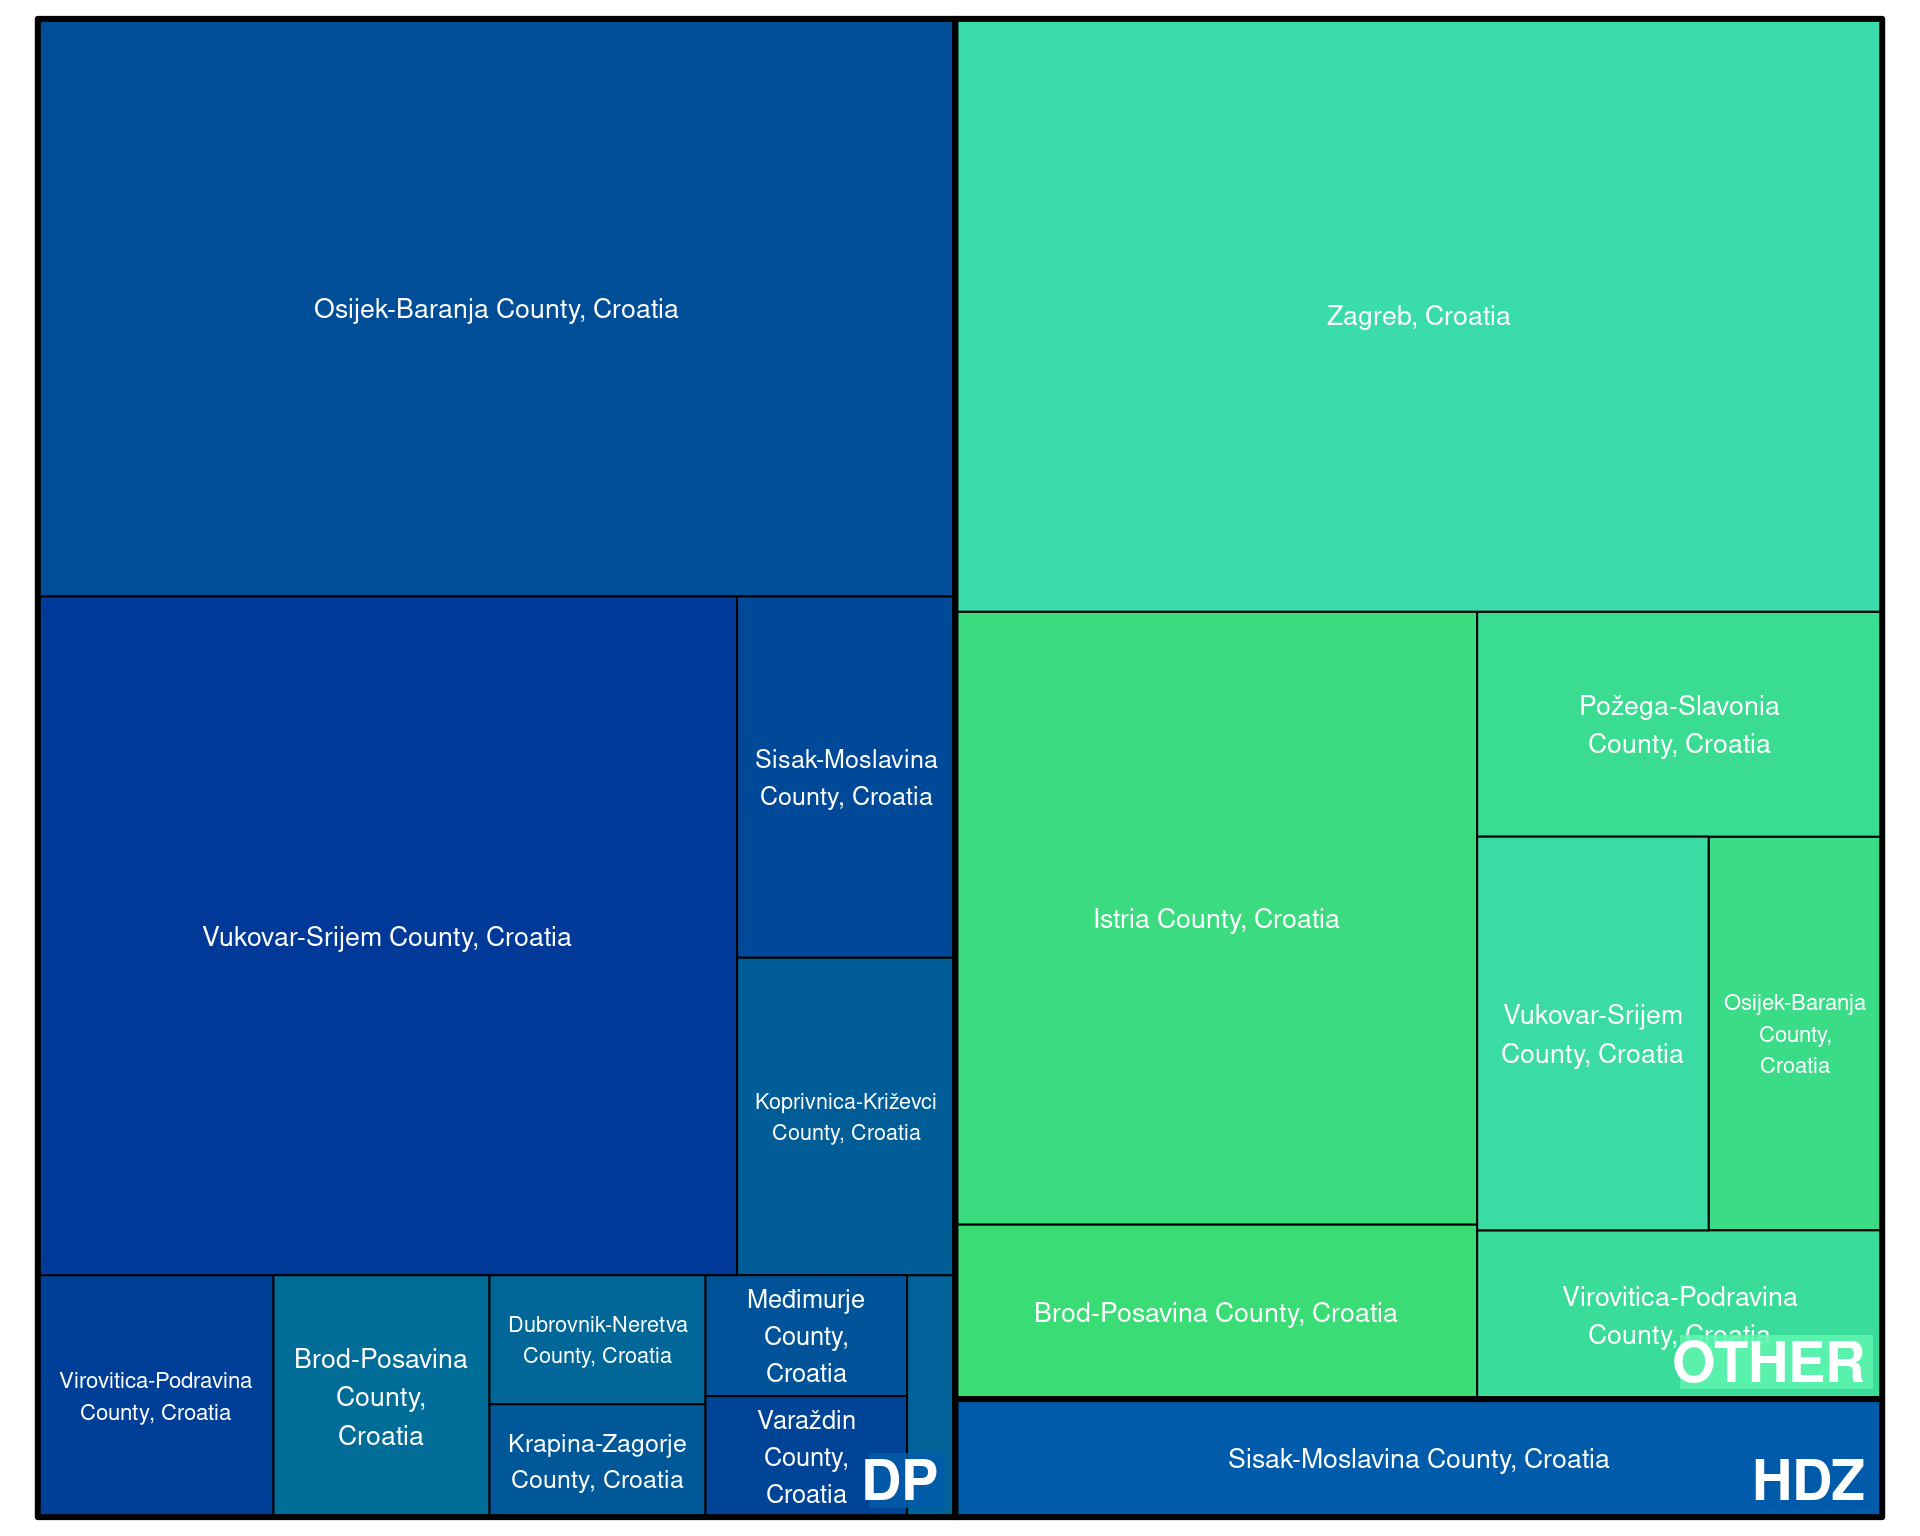 Osijek-Baranja County, Croatia
Zagreb, Croatia
Vukovar-Srijem County, Croatia
Sisak-Moslavina
County, Croatia
Koprivnica-Križevci
County, Croatia
Virovitica-Podravina
County, Croatia
Brod-Posavina
County,
Croatia
Dubrovnik-Neretva
County, Croatia
Krapina-Zagorje
County, Croatia
Međimurje
County,
Croatia
Varaždin
County,
Croatia
DP
Istria County, Croatia
Požega-Slavonia
County, Croatia
Vukovar-Srijem
County, Croatia
Osijek-Baranja
County,
Croatia
Brod-Posavina County, Croatia
Virovitica-Podravina
County, Croatia
OTHER
Sisak-Moslavina County, Croatia
HDZ